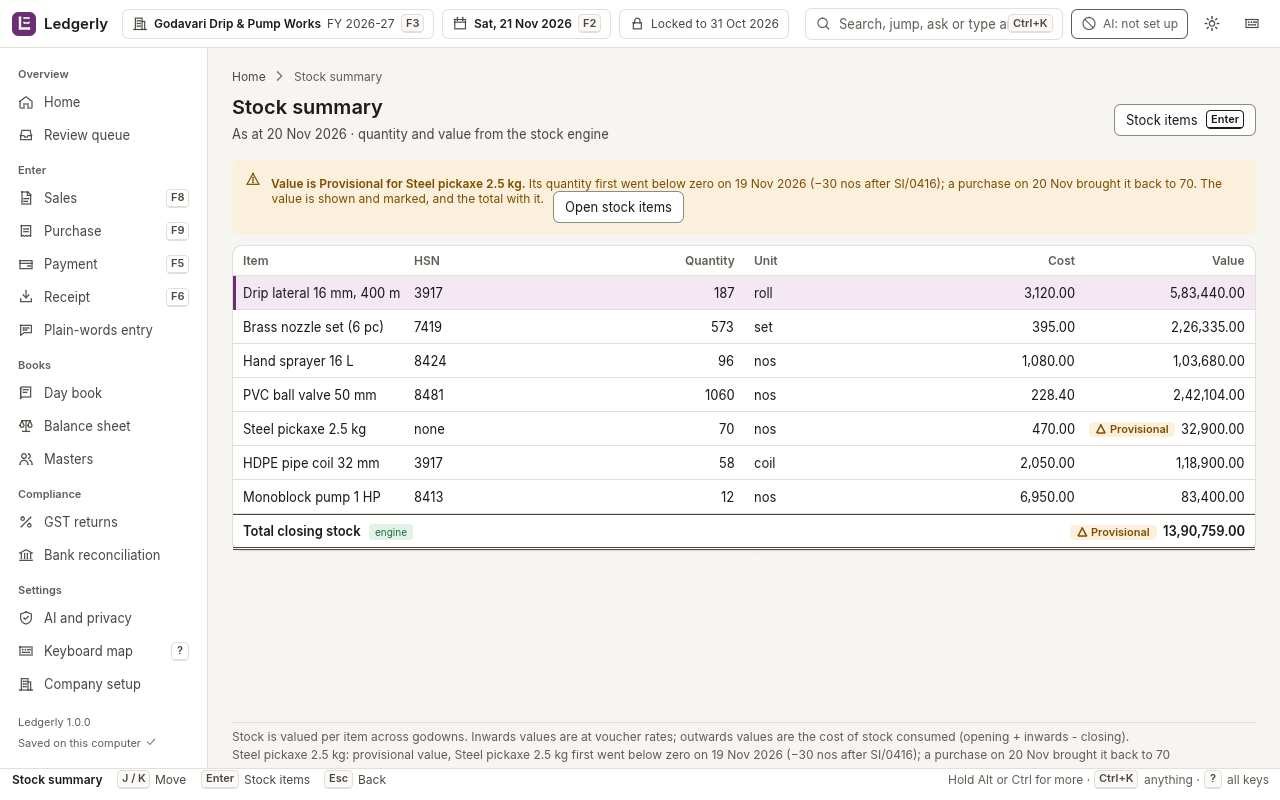 Ledgerly
Godavari Drip & Pump Works FY 2026-27 F3
Sat, 21 Nov 2026 F2
Locked to 31 Oct 2026
Search, jump, ask or type a Ctrl+K
AI: not set up
Overview
Home
Review queue
Enter
Sales F8
Purchase F9
Payment F5
Receipt F6
Plain-words entry
Books
Day book
Balance sheet
Masters
Compliance
GST returns
Bank reconciliation
Settings
AI and privacy
Keyboard map ?
Company setup
Ledgerly 1.0.0
Saved on this computer
Home Stock summary
Stock summary
As at 20 Nov 2026 · quantity and value from the stock engine
Stock items Enter
Value is Provisional for Steel pickaxe 2.5 kg. Its quantity first went below zero on 19 Nov 2026 (−30 nos after SI/0416); a purchase on 20 Nov brought it back to 70. The
value is shown and marked, and the total with it. Open stock items
Item HSN Quantity Unit Cost Value
Drip lateral 16 mm, 400 m 3917 187 roll 3,120.00 5,83,440.00
Brass nozzle set (6 pc) 7419 573 set 395.00 2,26,335.00
Hand sprayer 16 L 8424 96 nos 1,080.00 1,03,680.00
PVC ball valve 50 mm 8481 1060 nos 228.40 2,42,104.00
Steel pickaxe 2.5 kg none 70 nos 470.00 Provisional 32,900.00
HDPE pipe coil 32 mm 3917 58 coil 2,050.00 1,18,900.00
Monoblock pump 1 HP 8413 12 nos 6,950.00 83,400.00
Total closing stock engine Provisional 13,90,759.00
Stock is valued per item across godowns. Inwards values are at voucher rates; outwards values are the cost of stock consumed (opening + inwards - closing).
Steel pickaxe 2.5 kg: provisional value, Steel pickaxe 2.5 kg first went below zero on 19 Nov 2026 (−30 nos after SI/0416); a purchase on 20 Nov brought it back to 70
Stock summary J / K Move Enter Stock items Esc Back
Hold Alt or Ctrl for more · Ctrl+K anything · ? all keys